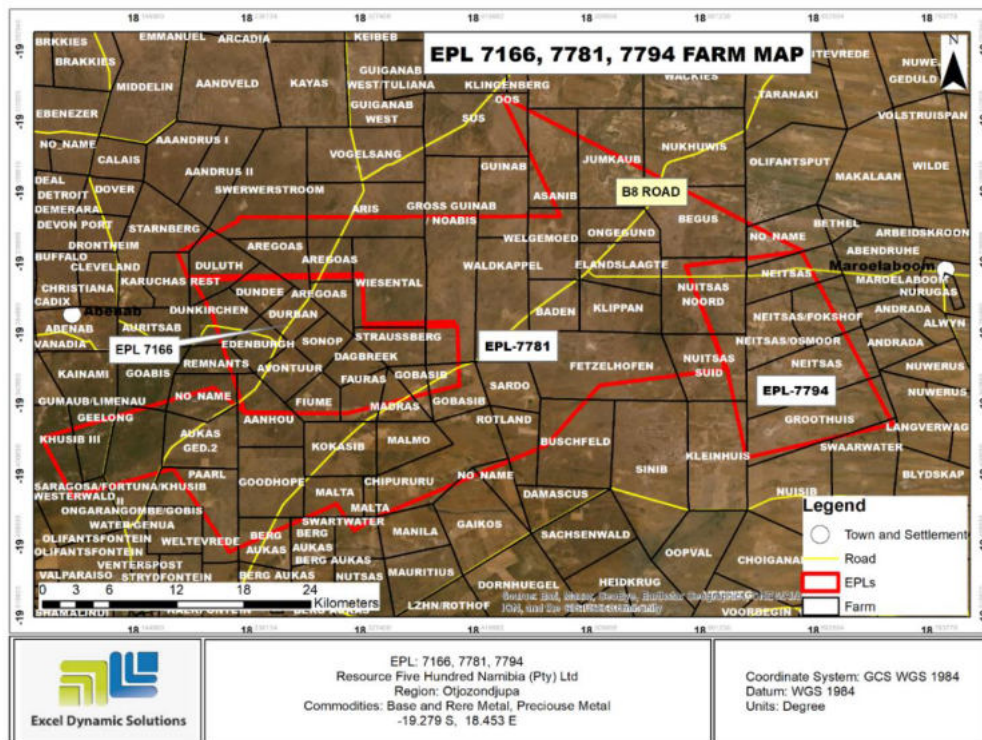 EPL 7166, 7781, 7794 FARM MAP
N
BRKKIES
EMMANUEL
ARCADIA
KEIBEB
BRAKKIES
MIDDELIN
AANDVELD
KAYAS
GUIGANAB
WEST/TULIANA
KLINGENBERG
OOS
WACKIES
TARANAKI
GEDULD
EBENEZER
GUIGANAB
WEST
SUS
VOLSTRUISPAN
NO_NAME
AAANDRUS I
NUKHUWIS
CALAIS
AANDRUS II
VOGELSANG
GUINAB
JUMKAUB
OLIFANTSPUT
WILDE
DEAL
DETROIT
DOVER
SWERWERSTROOM
ASANIB
B8 ROAD
MAKALAAN
DEMERARA
DEVON PORT
STARNBERG
ARIS
GROSS GUINAB
/ NOABIS
BEGUS
BETHEL
DRONTHEIM
AREGOAS
WELGEMOED
ONGEGUND
NO_NAME
ARBEIDSKROON
BUFFALO
CLEVELAND
DULUTH
AREGOAS
WALDKAPPEL
ELANDSLAAGTE
ABENDRUHE
Maroelaboom
CHRISTIANA
KARUCHAS REST
DUNDEE
AREGOAS
WIESENTAL
NUITSAS
NOORD
NEITSAS
MAROELABOOM
NURUGAS
CADIX
Abenab
DUNKIRCHEN
DURBAN
BADEN
KLIPPAN
NEITSAS/FOKSHOF
ANDRADA
ALWYN
ABENAB
AURITSAB
EDENBURGH
SONOP
STRAUSSBERG
EPL-7781
NEITSAS/OSMOOR
ANDRADA
VANADIA
EPL 7166
REMNANTS
AVONTUUR
DAGBREEK
FETZELHOFEN
NUITSAS
SUID
NEITSAS
NUWERUS
KAINAMI
GOABIS
FAURAS
GOBASIB
SARDO
EPL-7794
NUWERUS
GUMAUB/LIMENAU
NO_NAME
FIUME
MADRAS
GOBASIB
GEELONG
AANHOU
ROTLAND
GROOTHUIS
LANGVERWAG
KHUSIB III
AUKAS
GED.2
KOKASIB
MALMO
BUSCHFELD
KLEINHUIS
SWAARWATER
PAARL
GOODHOPE
CHIPURURU
NO_NAME
SINIB
BLYDSKAP
SARAGOSA/FORTUNA/KHUSIB
WESTERWALD
II
MALTA
MALTA
DAMASCUS
NUISIB
ONGARANGOMBE/GOBIS
SWARTWATER
WATER/GENUA
OLIFANTSFONTEIN
OLIFANTSFONTEIN
WELTEVREDE
BERG
AUKAS
BERG
AUKAS
MANILA
GAIKOS
SACHSENWALD
VENTERSPOST
BERG AUKAS
OOPVAL
CHOIGANAB
VALPARAISO
STRYDFONTEIN
BERG AUKAS
NUTSAS
MAURITIUS
DORNHUEGEL
HEIDKRUG
LZHN/ROTHOF
VOORBEGIN
0 3 6 12 18 24
Kilometers
Legend
Town and Settlement
Road
EPLs
Farm
Excel Dynamic Solutions
EPL: 7166, 7781, 7794
Resource Five Hundred Namibia (Pty) Ltd
Region: Otjozondjupa
Commodities: Base and Rere Metal, Preciouse Metal
-19.279 S, 18.453 E
Coordinate System: GCS WGS 1984
Datum: WGS 1984
Units: Degree